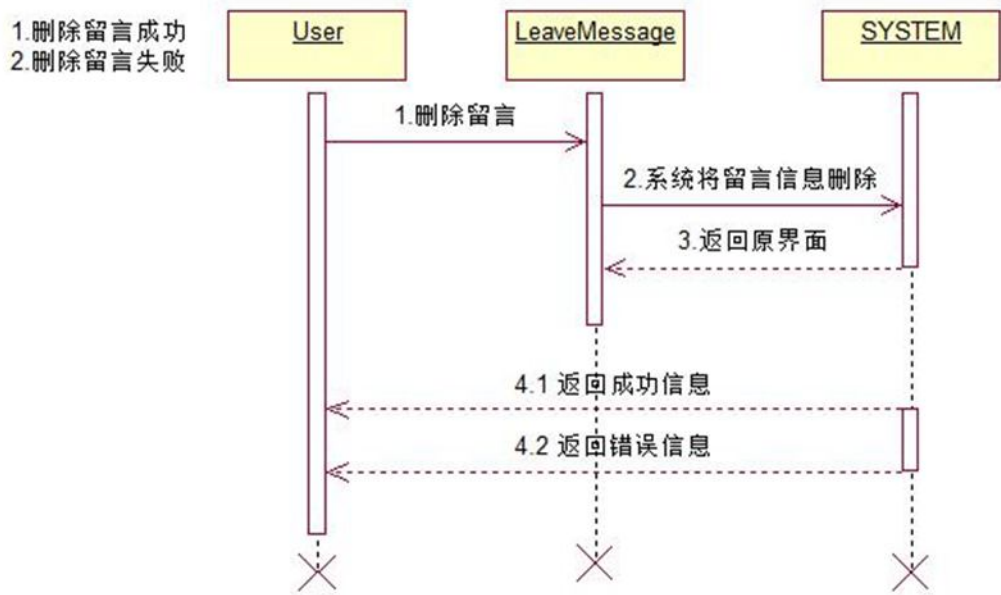 1.删除留言成功
2.删除留言失败
User
LeaveMessage
SYSTEM
1.删除留言
2.系统将留言信息删除
3.返回原界面
4.1 返回成功信息
4.2 返回错误信息